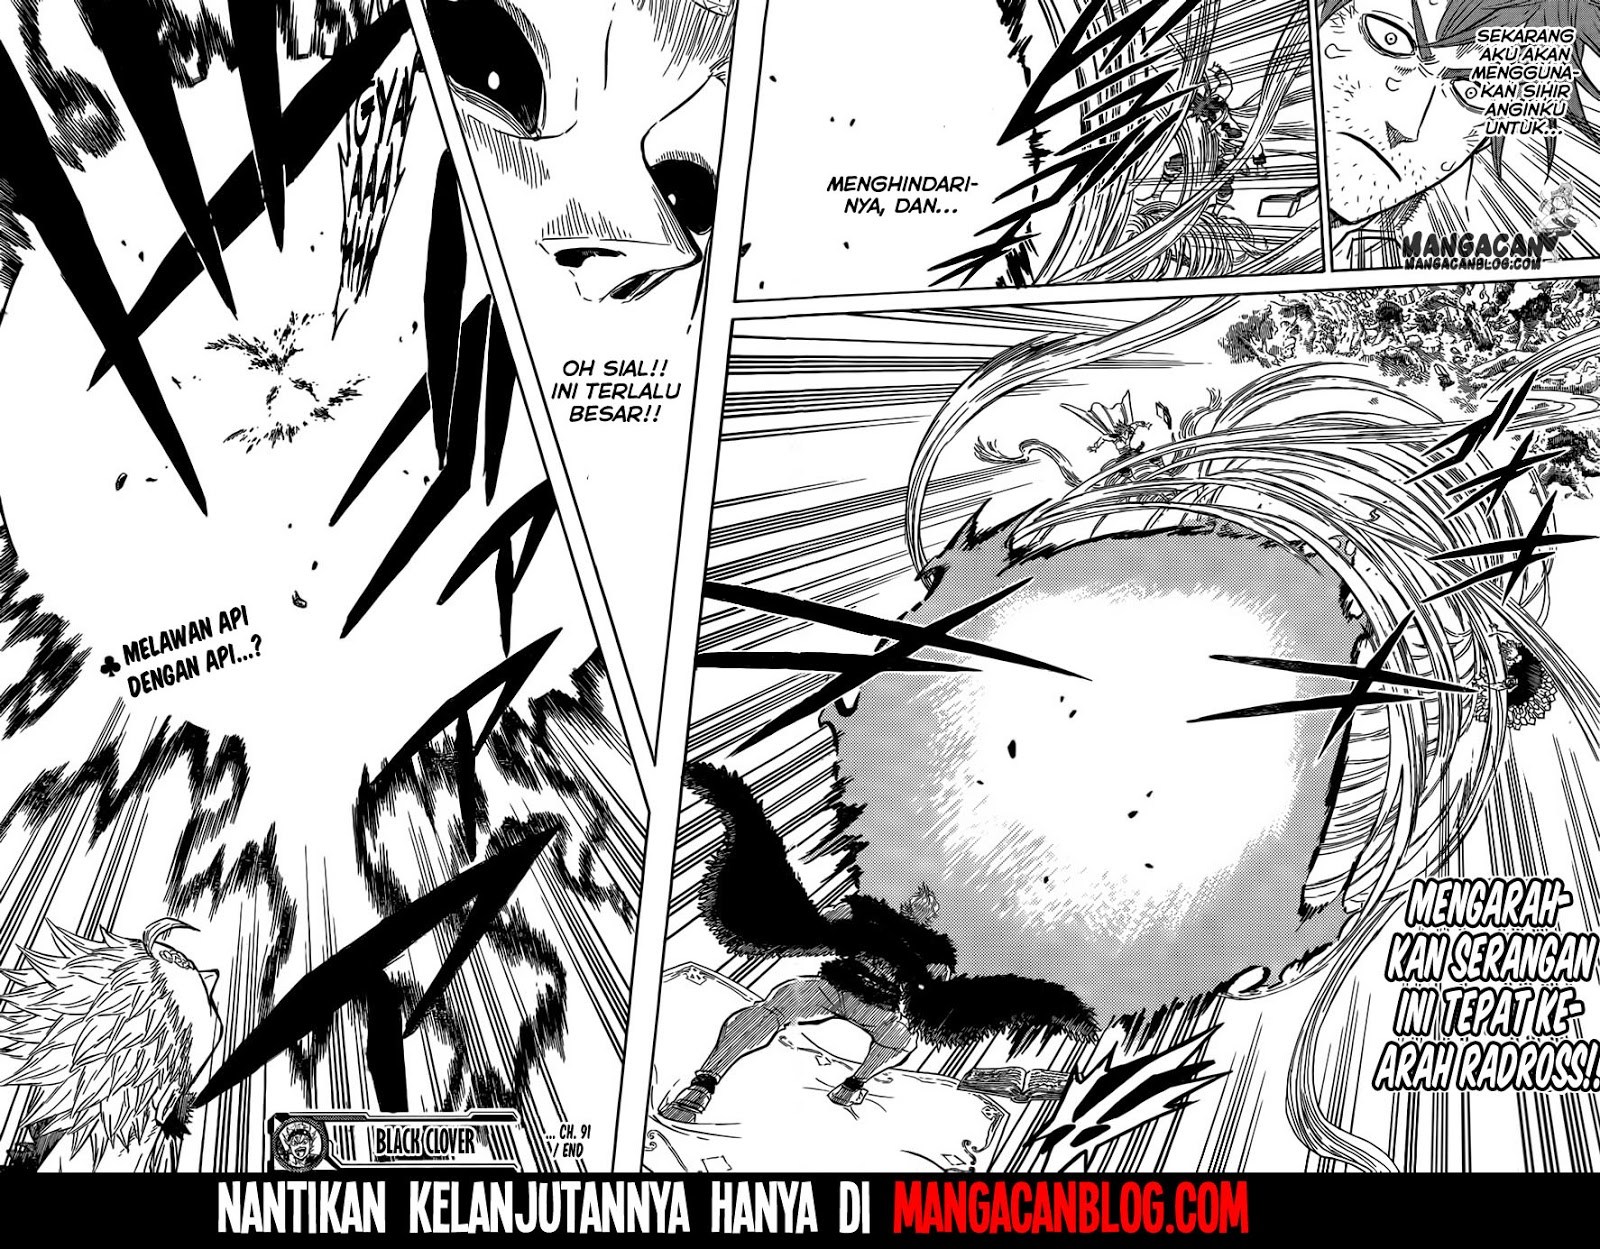 SEKARANG
AKU AKAN
MENGGUNA-
KAN SIHIR
ANGINKU
UNTUK...
MANGACAN
MANGACANBLOG.COM
MENGHINDARI-
NYA, DAN...
MENGARAH-
KAN SERANGAN
INI TEPAT KE-
ARAH RADROSS!!
OH SIAL!!
INI TERLALU
BESAR!!
♣ MELAWAN API
DENGAN API...?
BLACK CLOVER
... CH. 91
/ END
NANTIKAN KELANJUTANNYA HANYA DI MANGACANBLOG.COM